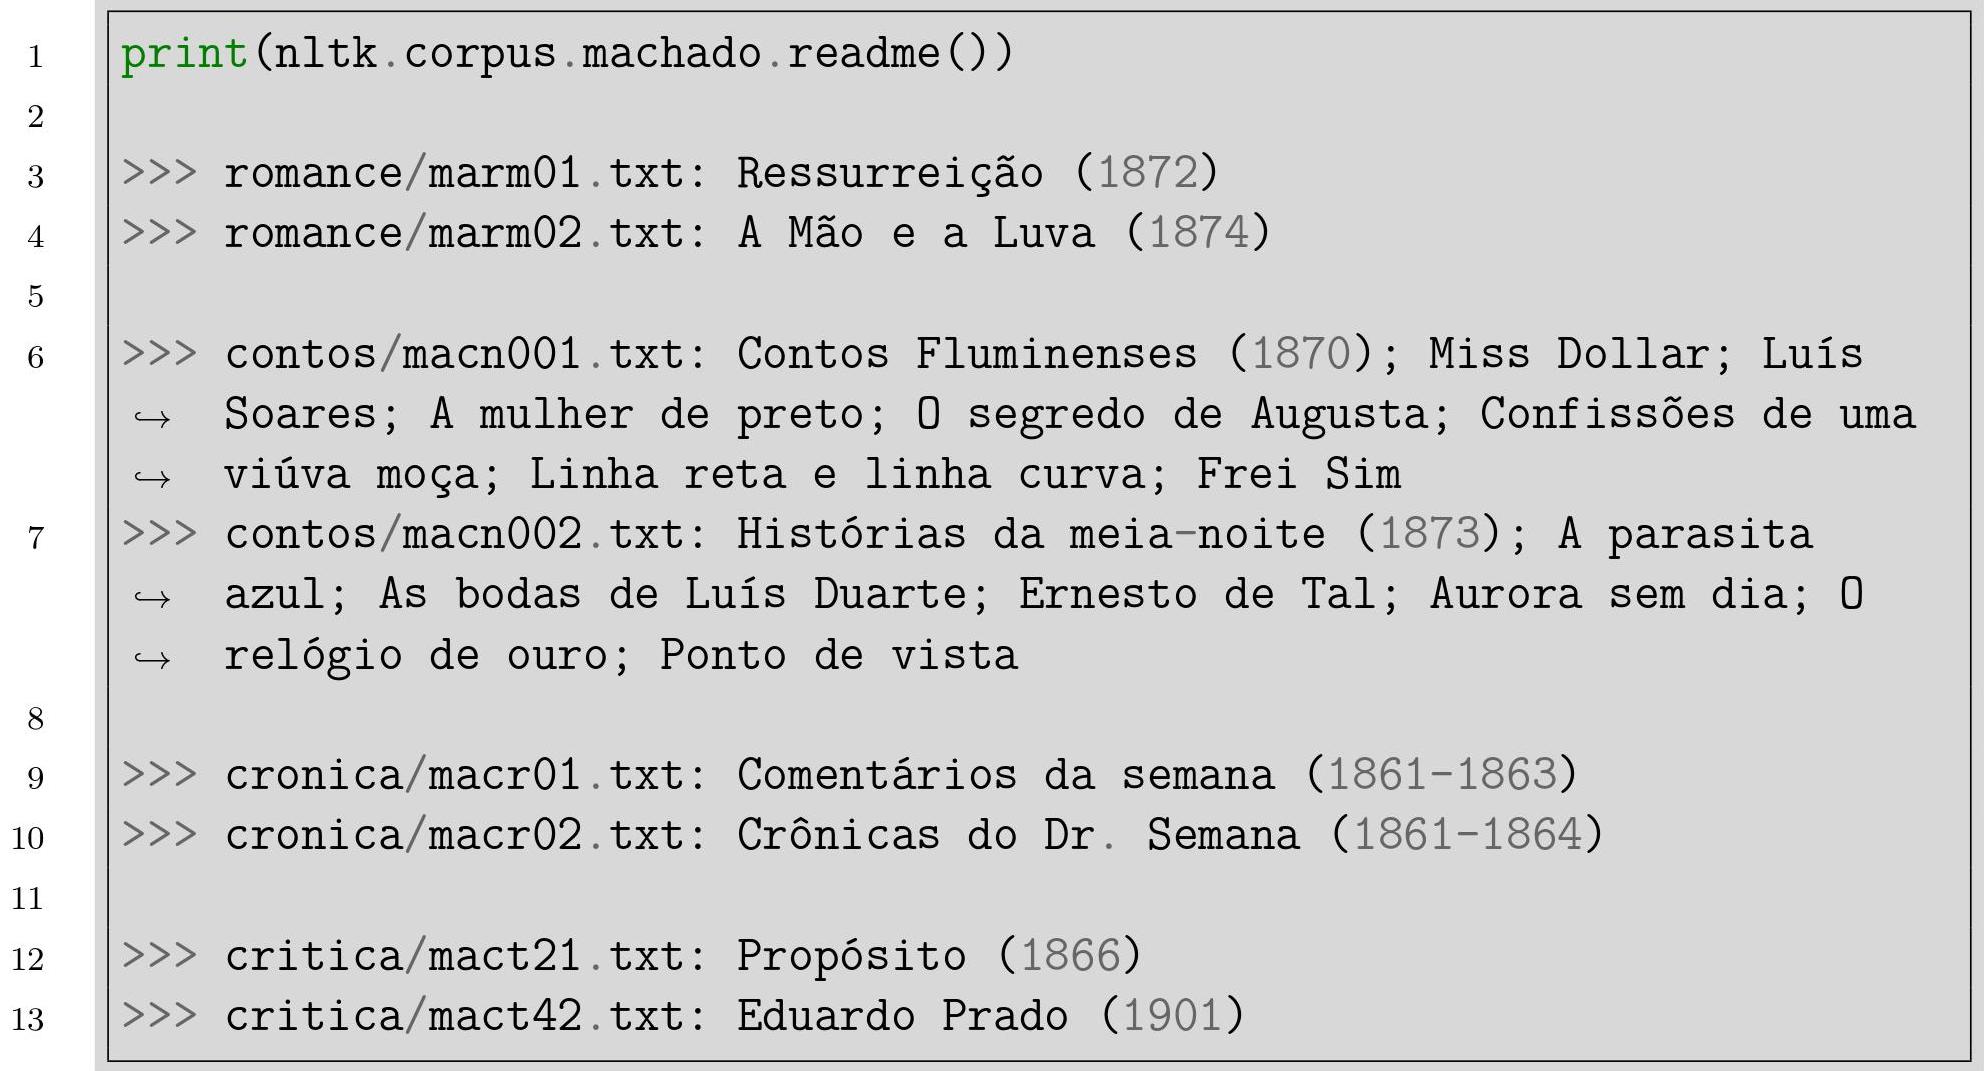 1 print(nltk.corpus.machado.readme())
2
3 >>> romance/marm01.txt: Ressurreição (1872)
4 >>> romance/marm02.txt: A Mão e a Luva (1874)
5
6 >>> contos/macn001.txt: Contos Fluminenses (1870); Miss Dollar; Luís
↪ Soares; A mulher de preto; O segredo de Augusta; Confissões de uma
↪ viúva moça; Linha reta e linha curva; Frei Sim
7 >>> contos/macn002.txt: Histórias da meia-noite (1873); A parasita
↪ azul; As bodas de Luís Duarte; Ernesto de Tal; Aurora sem dia; O
↪ relógio de ouro; Ponto de vista
8
9 >>> cronica/macr01.txt: Comentários da semana (1861-1863)
10 >>> cronica/macr02.txt: Crônicas do Dr. Semana (1861-1864)
11
12 >>> critica/mact21.txt: Propósito (1866)
13 >>> critica/mact42.txt: Eduardo Prado (1901)